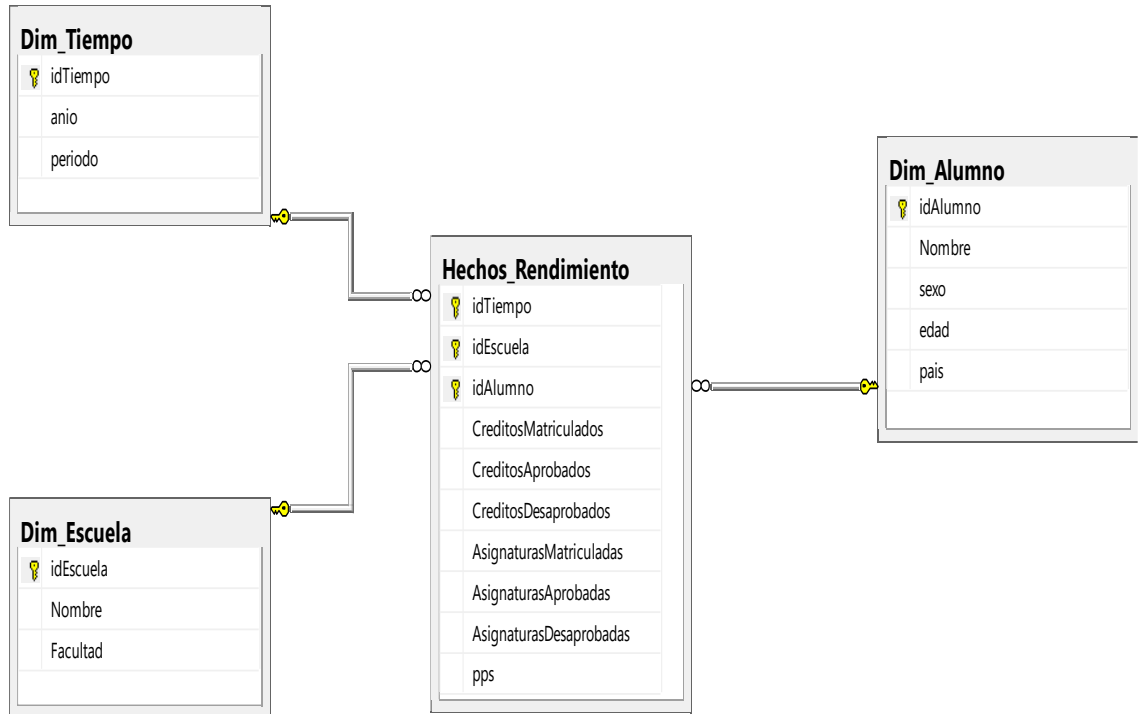 Dim_Tiempo
idTiempo
anio
periodo
Dim_Alumno
idAlumno
Nombre
sexo
edad
pais
Hechos_Rendimiento
idTiempo
idEscuela
idAlumno
CreditosMatriculados
CreditosAprobados
CreditosDesaprobados
AsignaturasMatriculadas
AsignaturasAprobadas
AsignaturasDesaprobadas
pps
Dim_Escuela
idEscuela
Nombre
Facultad